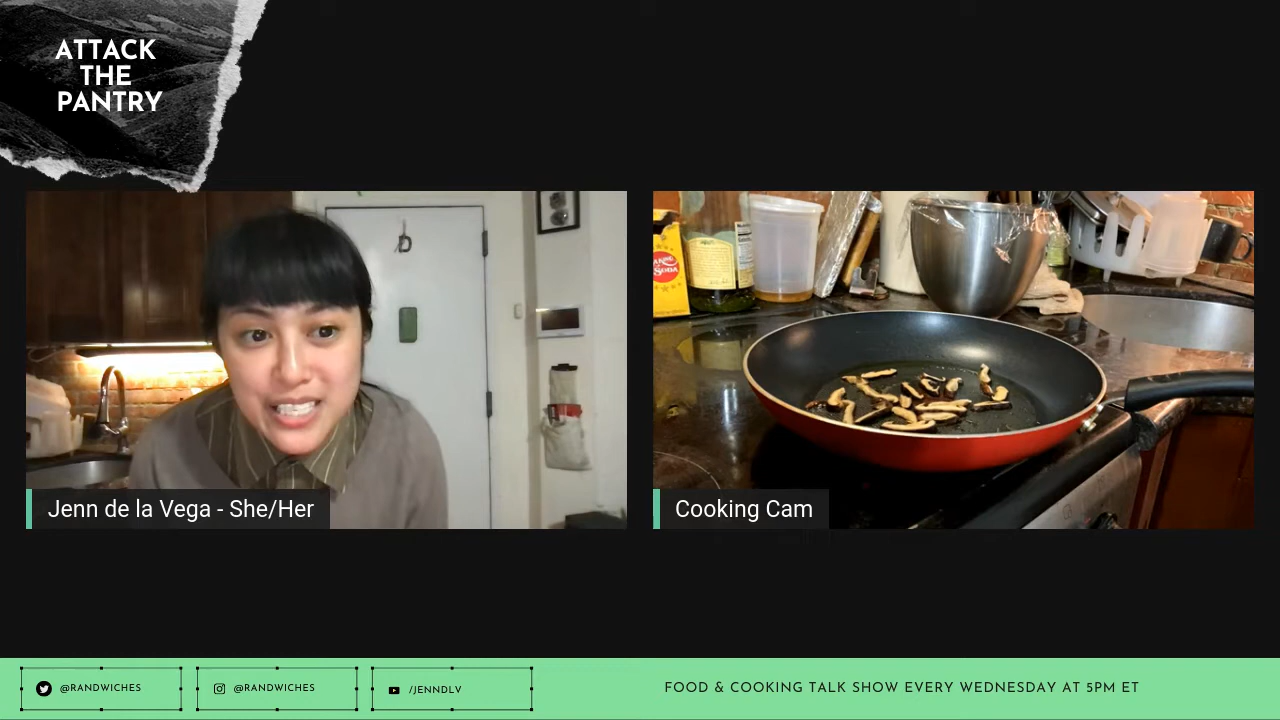 ATTACK
THE
PANTRY
SODA
Jenn de la Vega - She/Her
Cooking Cam
@RANDWICHES
@RANDWICHES
/JENNDLV
FOOD & COOKING TALK SHOW EVERY WEDNESDAY AT 5PM ET